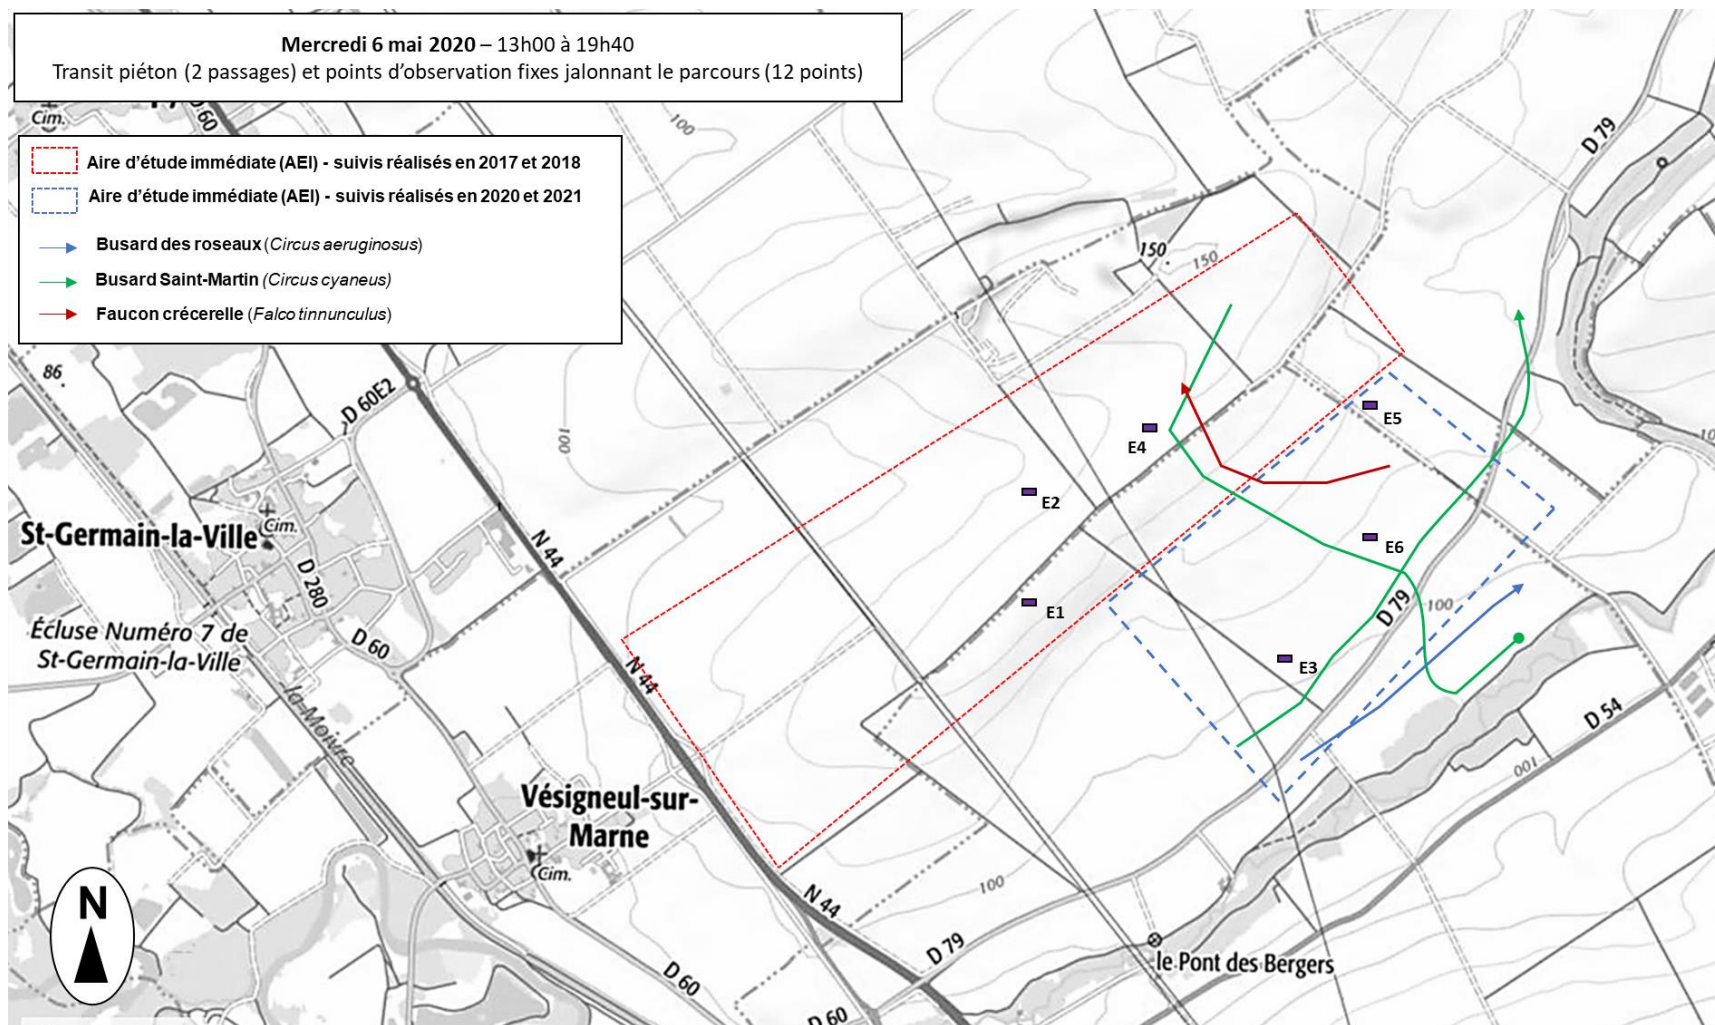 Mercredi 6 mai 2020 – 13h00 à 19h40
Transit piéton (2 passages) et points d'observation fixes jalonnant le parcours (12 points)
Cim.
60
Aire d'étude immédiate (AEI) - suivis réalisés en 2017 et 2018
Aire d'étude immédiate (AEI) - suivis réalisés en 2020 et 2021
Busard des roseaux (Circus aeruginosus)
Busard Saint-Martin (Circus cyaneus)
Faucon crécerelle (Falco tinnunculus)
100
D 79
150
150
86
D 60E2
100
E5
E4
E2
E6
E1
E3
St-Germain-la-Ville
Cim.
N 44
D 280
D 60
Écluse Numéro 7 de
St-Germain-la-Ville
la Moivre
N 44
D 79
100
D 54
100
Vésigneul-sur-
Marne
Cim.
100
N 44
D 79
D 60
le Pont des Bergers
D 60
N